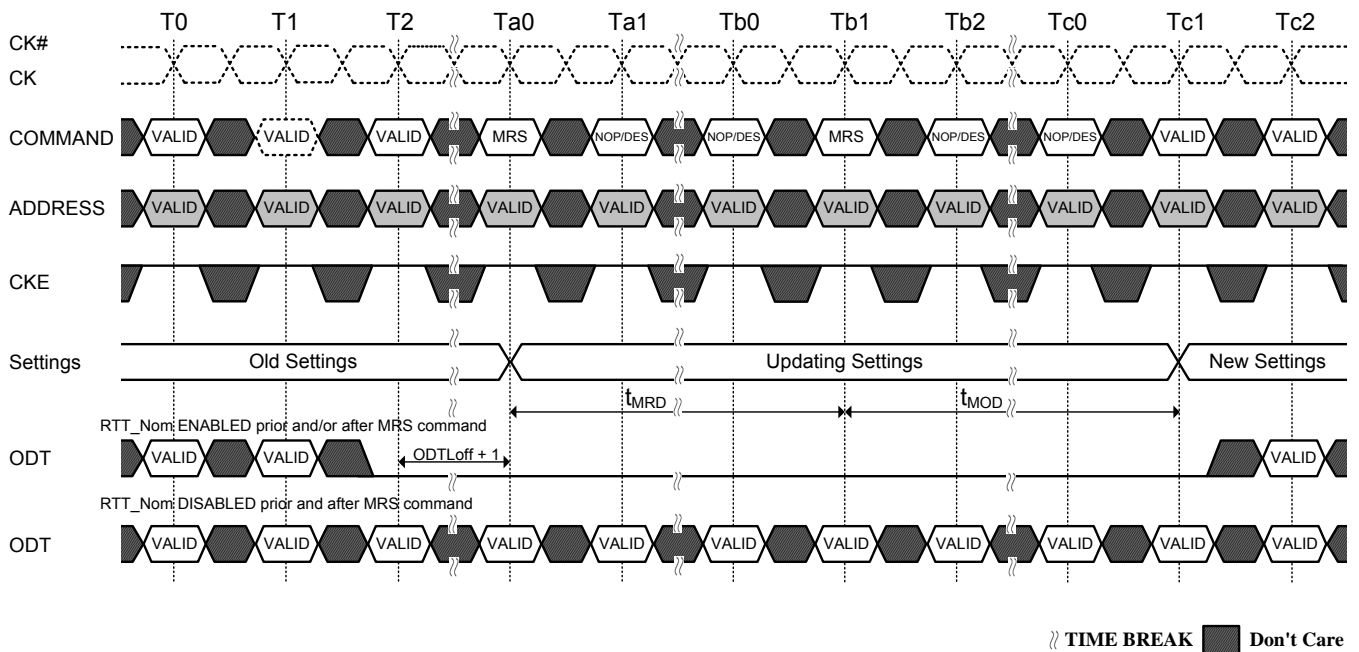 T0 T1 T2 Ta0 Ta1 Tb0 Tb1 Tb2 Tc0 Tc1 Tc2
CK#
CK
COMMAND VALID VALID VALID MRS NOP/DES NOP/DES MRS NOP/DES NOP/DES VALID VALID
ADDRESS VALID VALID VALID VALID VALID VALID VALID VALID VALID VALID VALID
CKE
Settings Old Settings Updating Settings New Settings
tMRD tMOD
RTT_Nom ENABLED prior and/or after MRS command
ODT VALID VALID ODTLoff + 1 VALID
RTT_Nom DISABLED prior and after MRS command
ODT VALID VALID VALID VALID VALID VALID VALID VALID VALID VALID VALID
TIME BREAK Don't Care